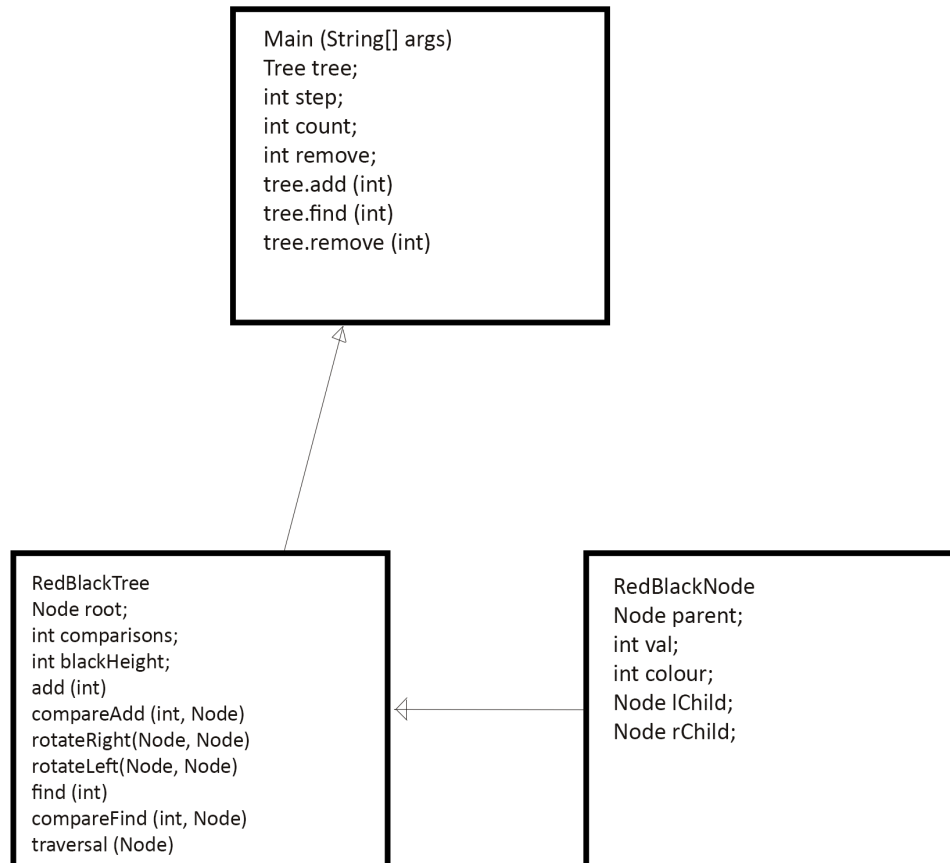 Main (String[] args)
Tree tree;
int step;
int count;
int remove;
tree.add (int)
tree.find (int)
tree.remove (int)
RedBlackTree
Node root;
int comparisons;
int blackHeight;
add (int)
compareAdd (int, Node)
rotateRight(Node, Node)
rotateLeft(Node, Node)
find (int)
compareFind (int, Node)
traversal (Node)
RedBlackNode
Node parent;
int val;
int colour;
Node lChild;
Node rChild;